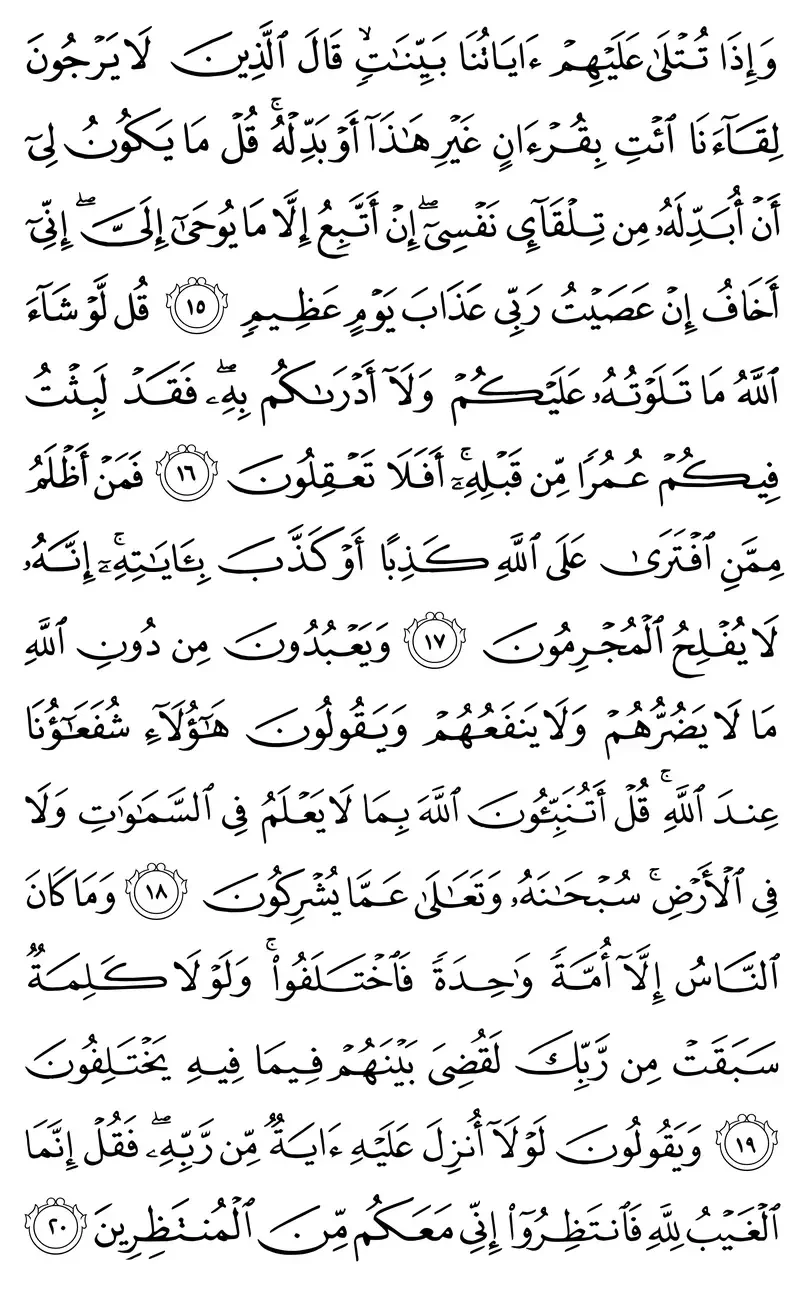 وَإِذَا تُتْلَىٰ عَلَيْهِمْ ءَايَاتُنَا بَيِّنَـٰتٍۙ قَالَ ٱلَّذِينَ لَا يَرْجُونَ
لِقَآءَنَا ٱئْتِ بِقُرْءَانٍ غَيْرِ هَـٰذَآ أَوْ بَدِّلْهُۚ قُلْ مَا يَكُونُ لِىٓ
أَنْ أُبَدِّلَهُۥ مِن تِلْقَآئِ نَفْسِىٓۖ إِنْ أَتَّبِعُ إِلَّا مَا يُوحَىٰٓ إِلَىَّۖ إِنِّىٓ
أَخَافُ إِنْ عَصَيْتُ رَبِّى عَذَابَ يَوْمٍ عَظِيمٍ ١٥ قُل لَّوْ شَآءَ
ٱللَّهُ مَا تَلَوْتُهُۥ عَلَيْكُمْ وَلَآ أَدْرَىٰكُم بِهِۦۖ فَقَدْ لَبِثْتُ
فِيكُمْ عُمُرًا مِّن قَبْلِهِۦٓۚ أَفَلَا تَعْقِلُونَ ١٦ فَمَنْ أَظْلَمُ
مِمَّنِ ٱفْتَرَىٰ عَلَى ٱللَّهِ كَذِبًا أَوْ كَذَّبَ بِـَٔايَـٰتِهِۦٓۚ إِنَّهُۥ
لَا يُفْلِحُ ٱلْمُجْرِمُونَ ١٧ وَيَعْبُدُونَ مِن دُونِ ٱللَّهِ
مَا لَا يَضُرُّهُمْ وَلَا يَنفَعُهُمْ وَيَقُولُونَ هَـٰٓؤُلَآءِ شُفَعَـٰٓؤُنَا
عِندَ ٱللَّهِۚ قُلْ أَتُنَبِّـُٔونَ ٱللَّهَ بِمَا لَا يَعْلَمُ فِى ٱلسَّمَـٰوَٰتِ وَلَا
فِى ٱلْأَرْضِۚ سُبْحَـٰنَهُۥ وَتَعَـٰلَىٰ عَمَّا يُشْرِكُونَ ١٨ وَمَا كَانَ
ٱلنَّاسُ إِلَّآ أُمَّةً وَٰحِدَةً فَٱخْتَلَفُوا۟ۚ وَلَوْلَا كَلِمَةٌ
سَبَقَتْ مِن رَّبِّكَ لَقُضِىَ بَيْنَهُمْ فِيمَا فِيهِ يَخْتَلِفُونَ
١٩ وَيَقُولُونَ لَوْلَآ أُنزِلَ عَلَيْهِ ءَايَةٌ مِّن رَّبِّهِۦۖ فَقُلْ إِنَّمَا
ٱلْغَيْبُ لِلَّهِ فَٱنتَظِرُوٓا۟ إِنِّى مَعَكُم مِّنَ ٱلْمُنتَظِرِينَ ٢٠